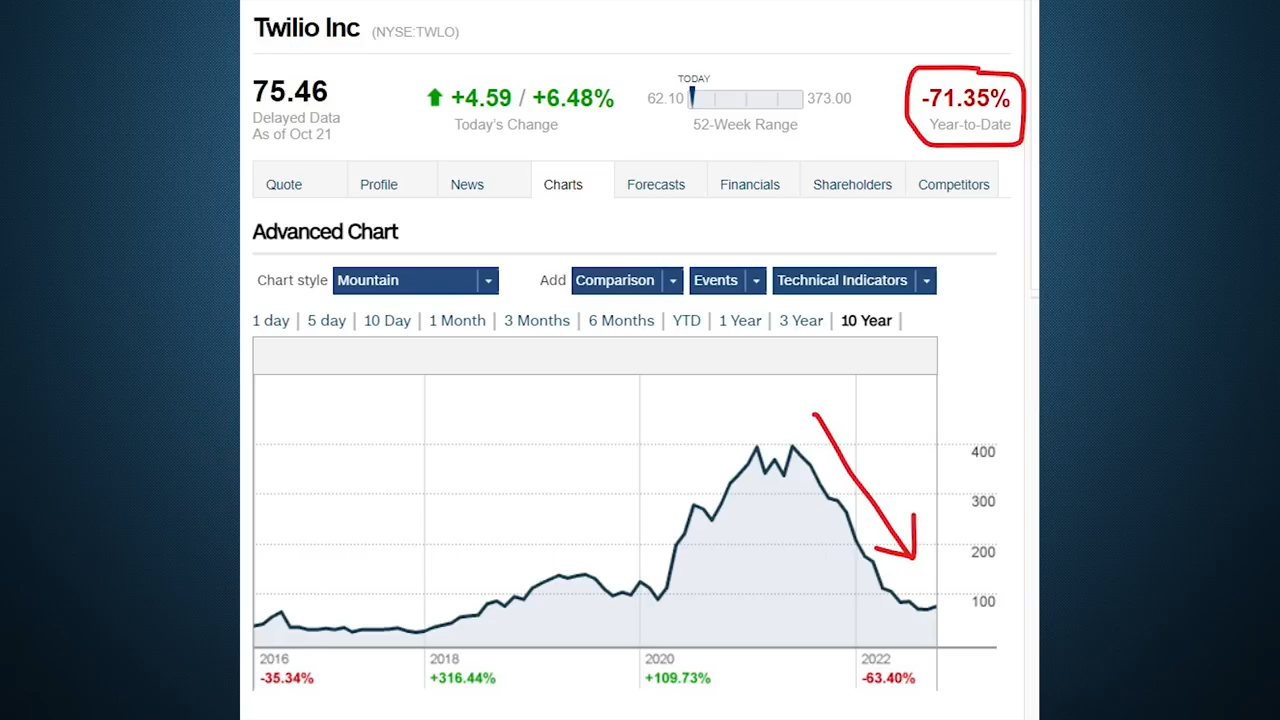 Twilio Inc (NYSE:TWLO)
TODAY
75.46 +4.59 / +6.48% 62.10 373.00 -71.35%
Delayed Data Today's Change 52-Week Range Year-to-Date
As of Oct 21
Quote Profile News Charts Forecasts Financials Shareholders Competitors
Advanced Chart
Chart style Mountain Add Comparison Events Technical Indicators
1 day | 5 day | 10 Day | 1 Month | 3 Months | 6 Months | YTD | 1 Year | 3 Year | 10 Year |
400
300
200
100
2016 2018 2020 2022
-35.34% +316.44% +109.73% -63.40%